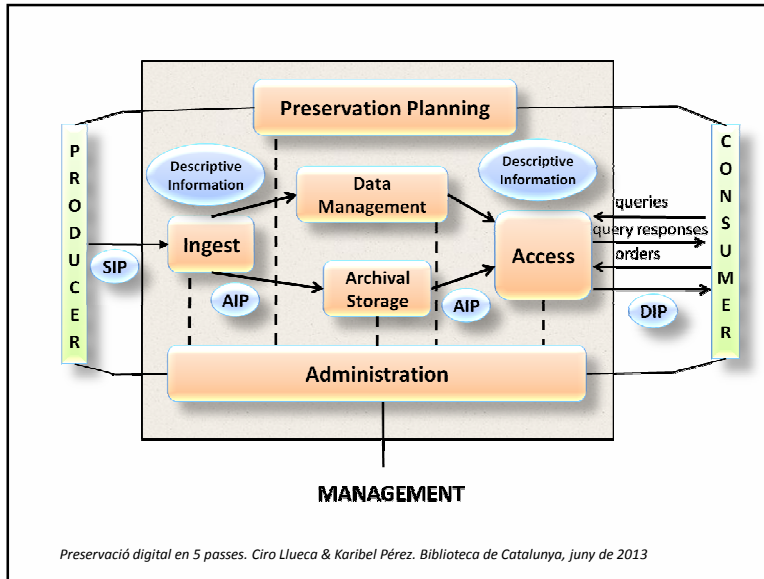 Preservation Planning
PRODUCER
CONSUMER
Descriptive
Information
Descriptive
Information
Data
Management
queries
query responses
orders
Ingest
Access
SIP
AIP
Archival
Storage
AIP
DIP
Administration
MANAGEMENT
Preservació digital en 5 passes. Ciro Llueca & Karibel Pérez. Biblioteca de Catalunya, juny de 2013